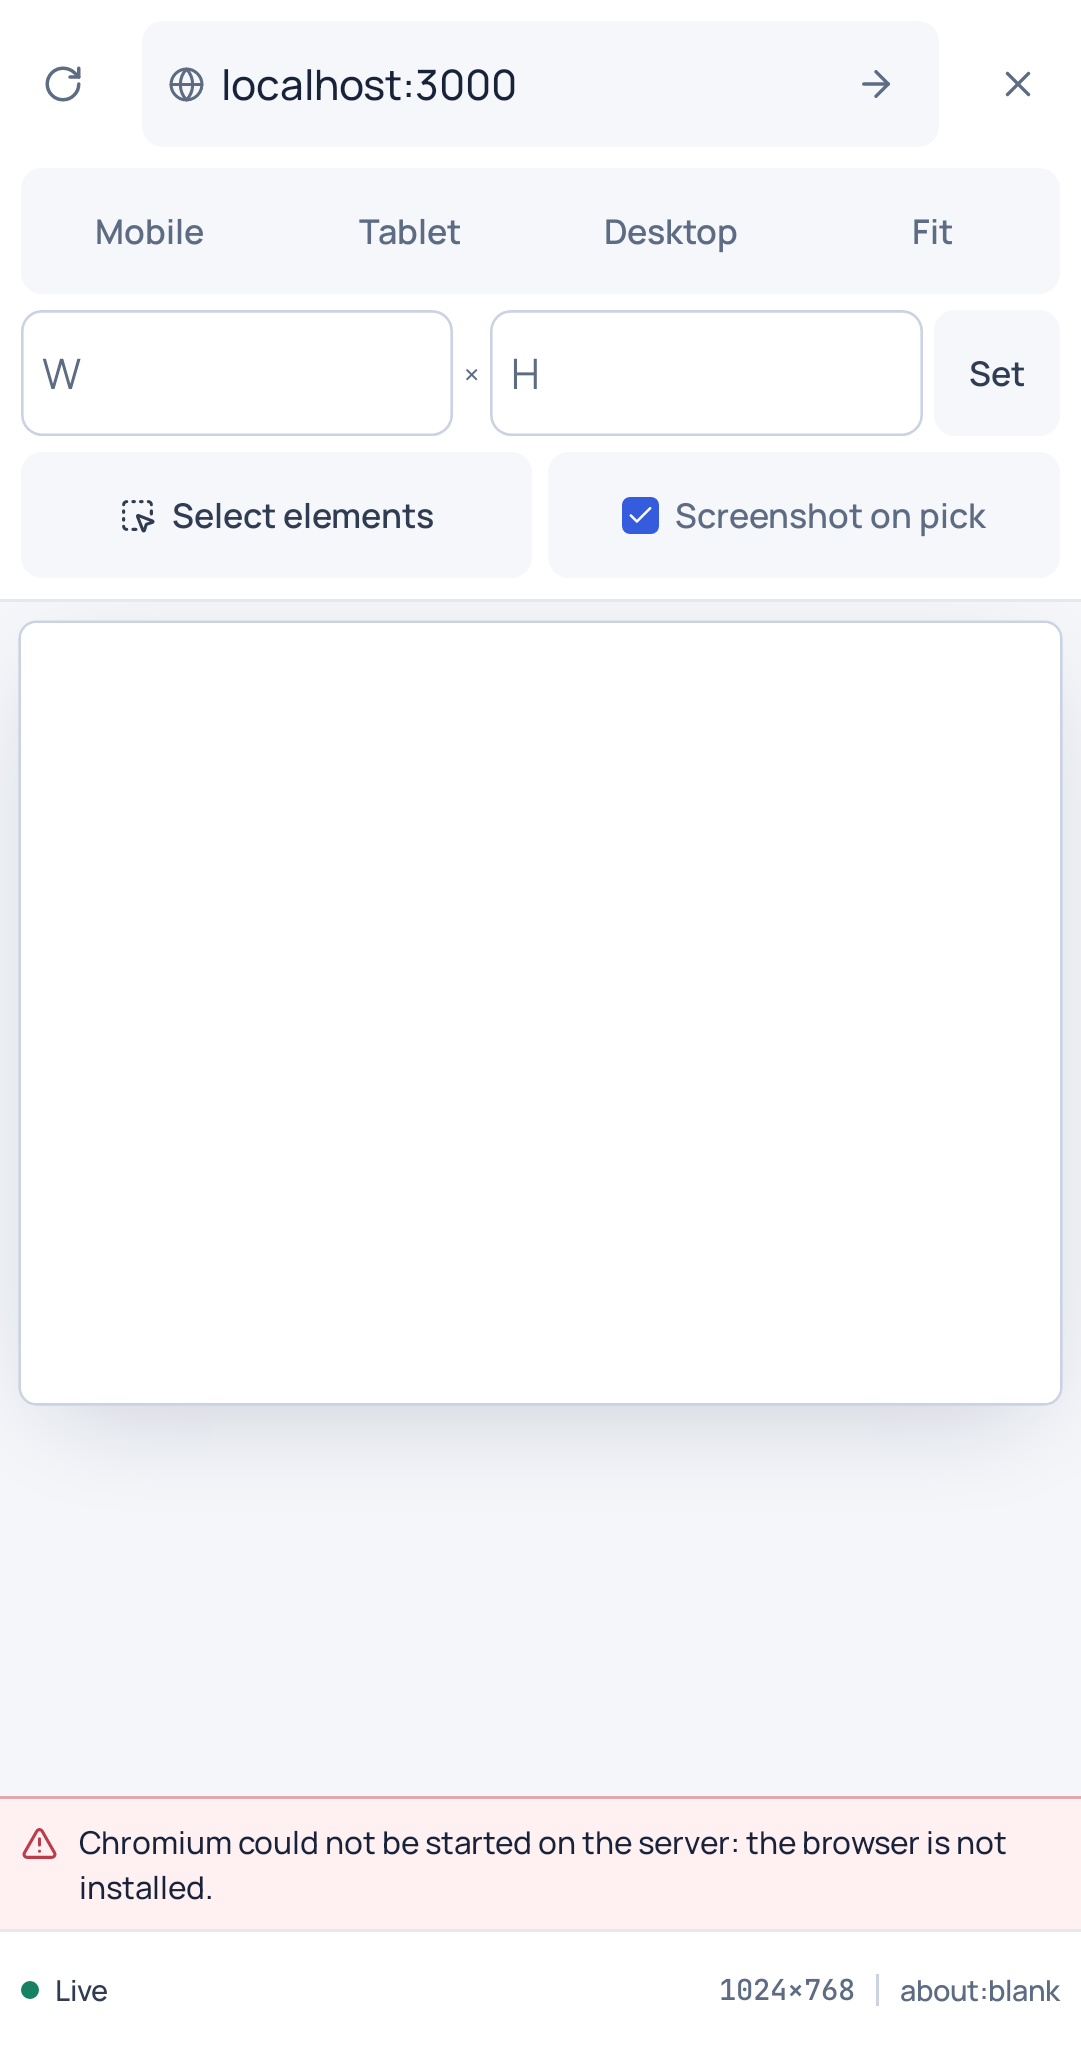 localhost:3000
Mobile Tablet Desktop Fit
W × H Set
Select elements Screenshot on pick
Chromium could not be started on the server: the browser is not
installed.
Live 1024×768 about:blank